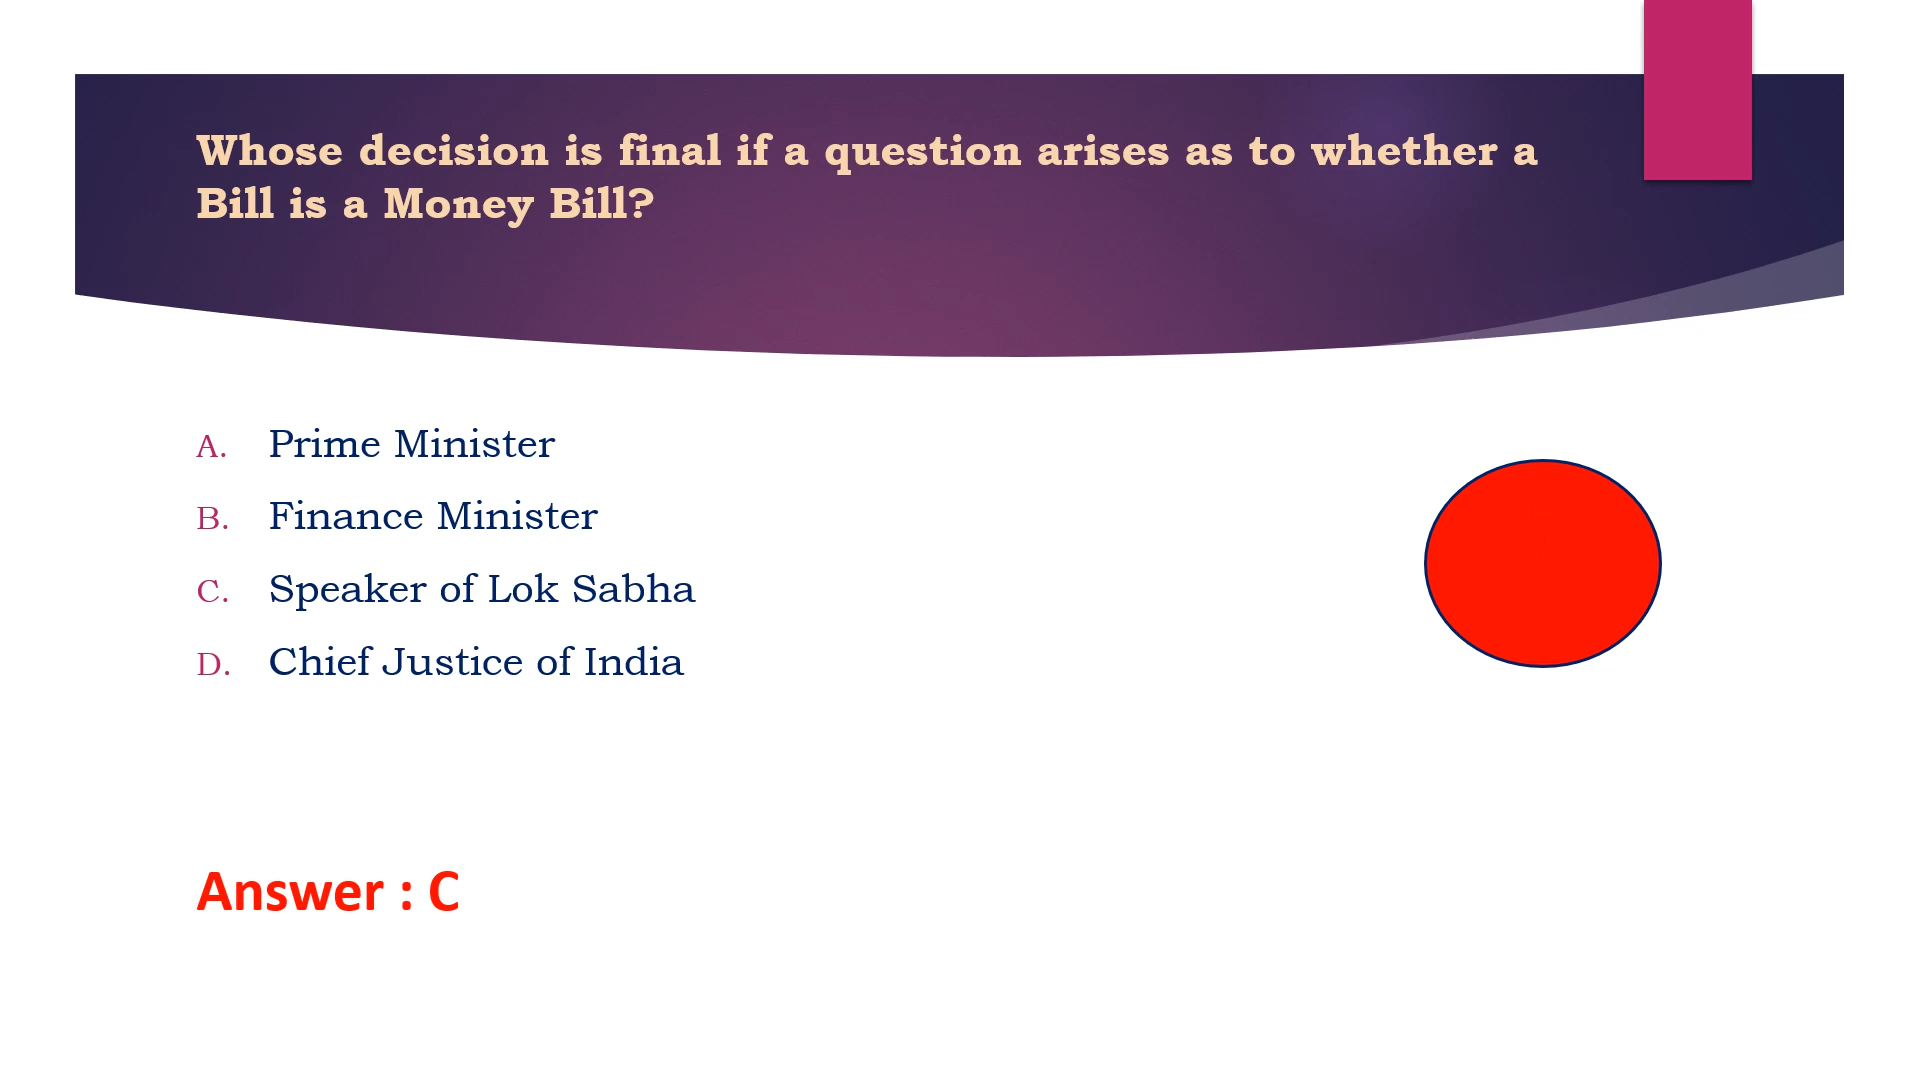 Whose decision is final if a question arises as to whether a
Bill is a Money Bill?
A. Prime Minister
B. Finance Minister
C. Speaker of Lok Sabha
D. Chief Justice of India
Answer : C